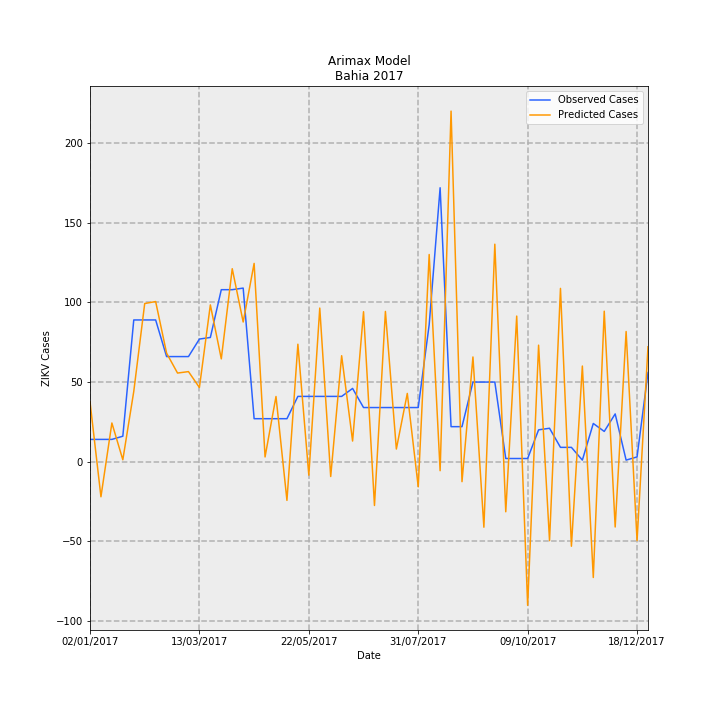 Arimax Model
Bahia 2017
Observed Cases
Predicted Cases
ZIKV Cases
200
150
100
50
0
−50
−100
02/01/2017
13/03/2017
22/05/2017
31/07/2017
09/10/2017
18/12/2017
Date